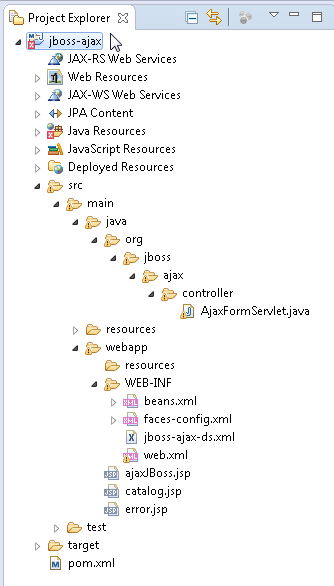 Project Explorer
jboss-ajax
JAX-RS Web Services
Web Resources
JAX-WS Web Services
JPA Content
Java Resources
JavaScript Resources
Deployed Resources
src
main
java
org
jboss
ajax
controller
AjaxFormServlet.java
resources
webapp
resources
WEB-INF
beans.xml
faces-config.xml
jboss-ajax-ds.xml
web.xml
ajaxJBoss.jsp
catalog.jsp
error.jsp
test
target
pom.xml